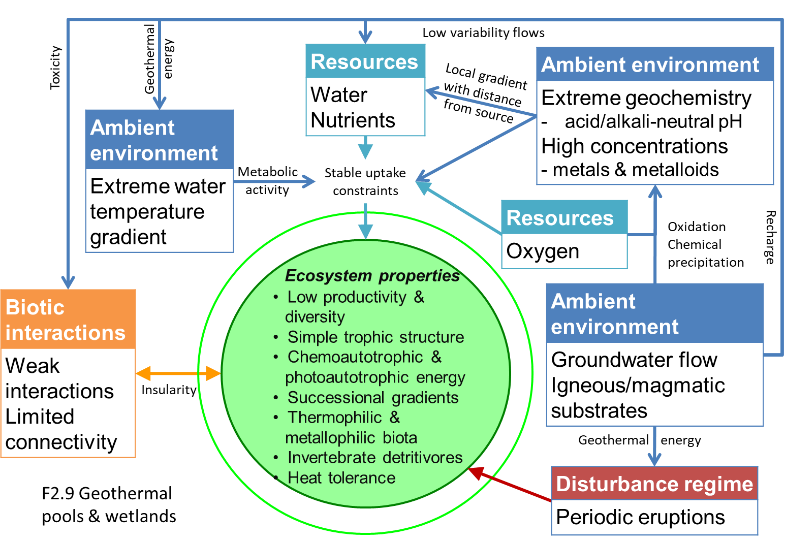 Low variability flows
Toxicity
Geothermal
energy
Resources
Water
Nutrients
Local gradient
with distance
from source
Ambient environment
Extreme geochemistry
- acid/alkali-neutral pH
High concentrations
- metals & metalloids
Ambient
environment
Extreme water
temperature
gradient
Metabolic
activity
Stable uptake
constraints
Resources
Oxygen
Oxidation
Chemical
precipitation
Recharge
Biotic
interactions
Weak
interactions
Limited
connectivity
Insularity
Ecosystem properties
• Low productivity &
diversity
• Simple trophic structure
• Chemoautotrophic &
photoautotrophic energy
• Successional gradients
• Thermophilic &
metallophilic biota
• Invertebrate detritivores
• Heat tolerance
Ambient
environment
Groundwater flow
Igneous/magmatic
substrates
Geothermal energy
Disturbance regime
Periodic eruptions
F2.9 Geothermal
pools & wetlands